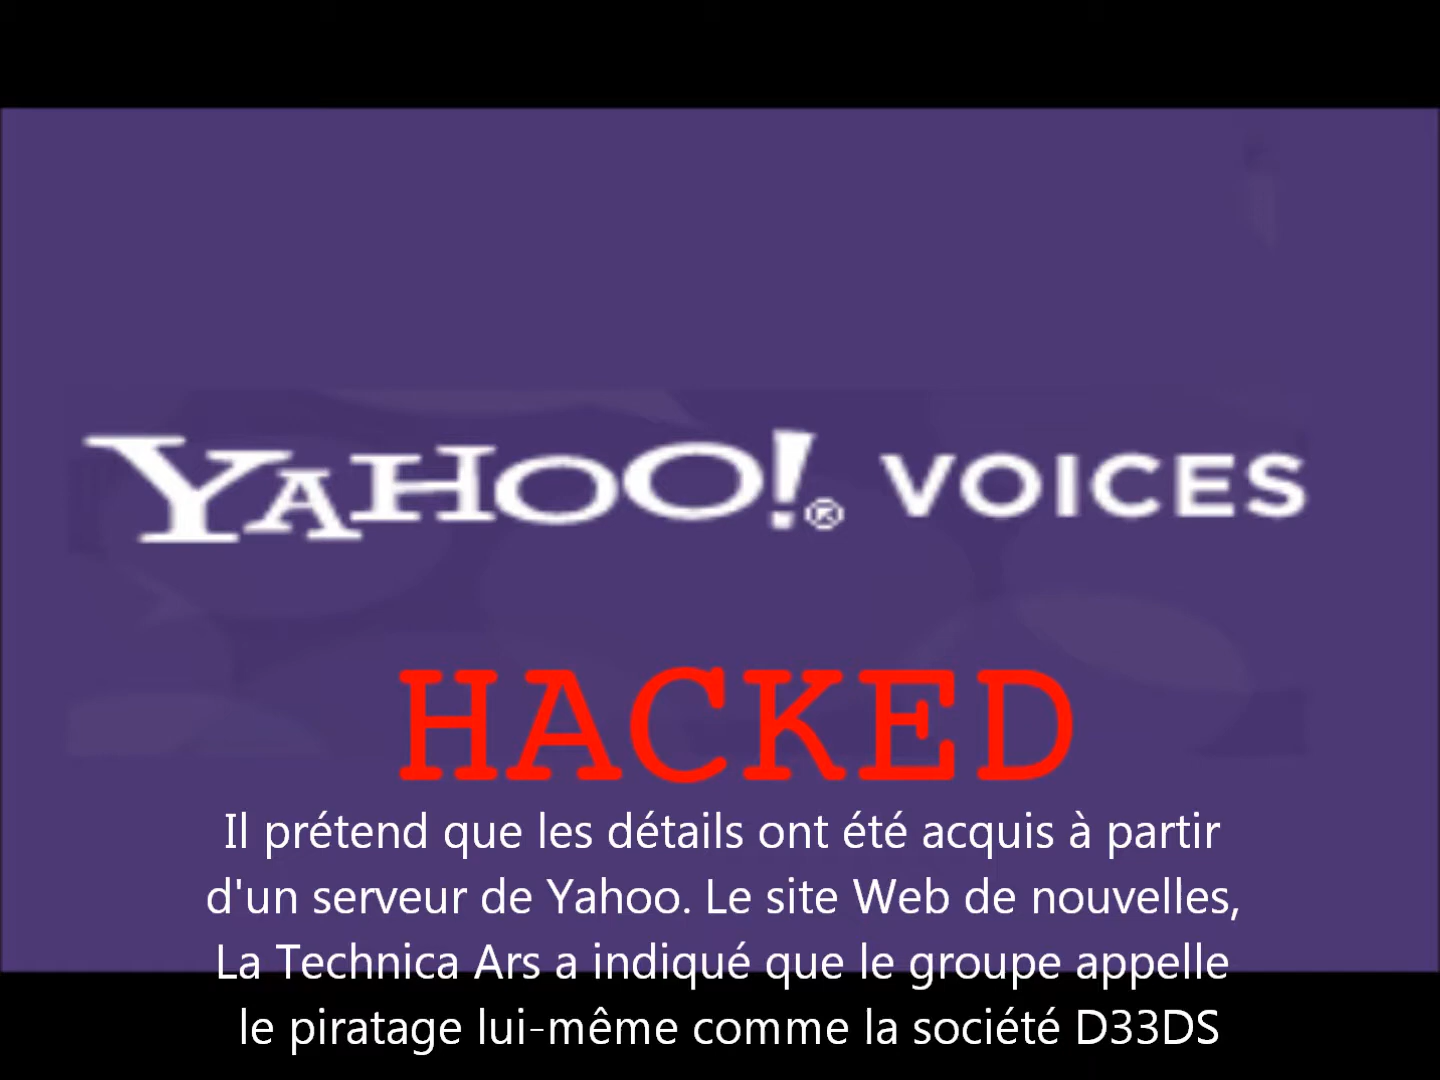 YAHOO!® VOICES
HACKED
Il prétend que les détails ont été acquis à partir
d'un serveur de Yahoo. Le site Web de nouvelles,
La Technica Ars a indiqué que le groupe appelle
le piratage lui-même comme la société D33DS